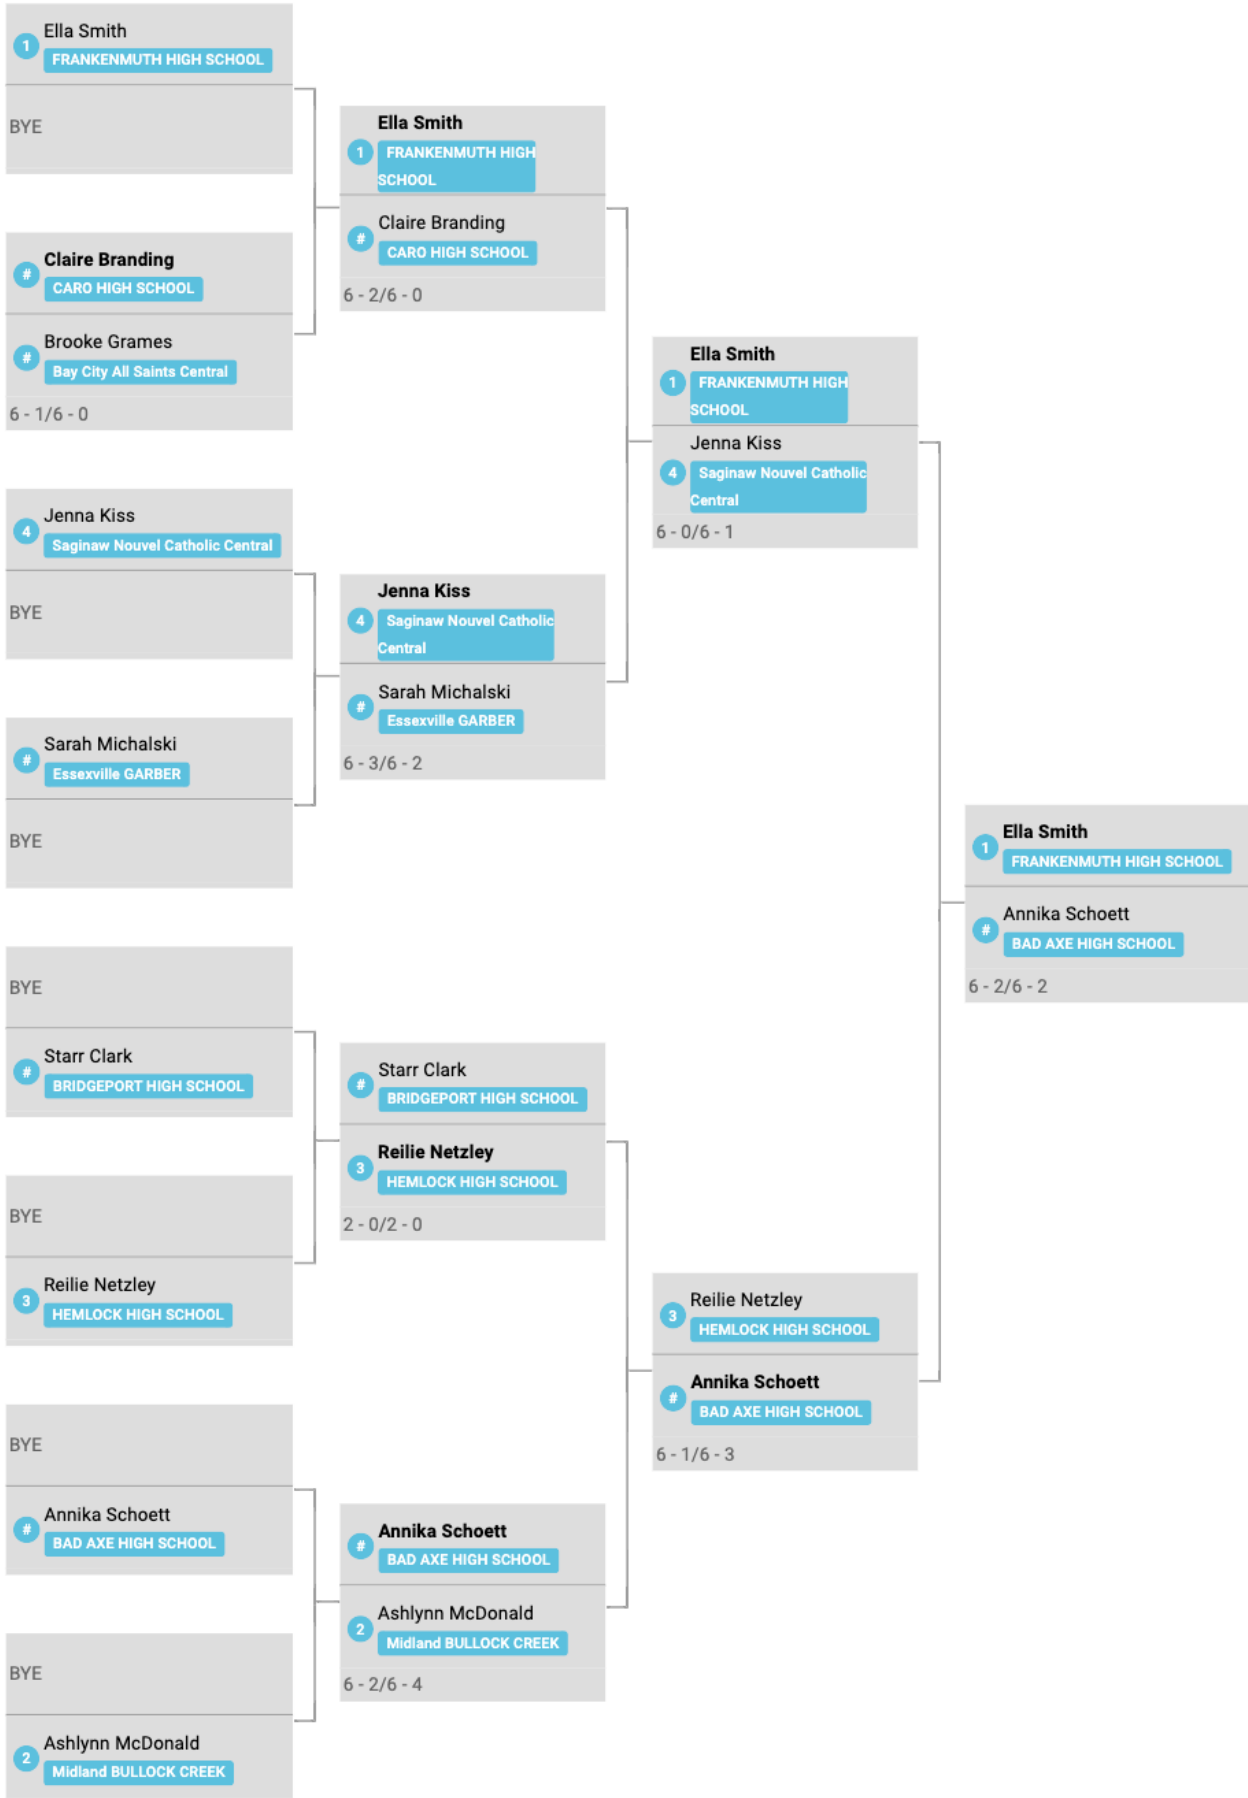 1
Ella Smith
FRANKENMUTH HIGH SCHOOL
BYE
#
Claire Branding
CARO HIGH SCHOOL
#
Brooke Grames
Bay City All Saints Central
6 - 1/6 - 0
4
Jenna Kiss
Saginaw Nouvel Catholic Central
BYE
#
Sarah Michalski
Essexville GARBER
BYE
BYE
#
Starr Clark
BRIDGEPORT HIGH SCHOOL
BYE
3
Reilie Netzley
HEMLOCK HIGH SCHOOL
BYE
#
Annika Schoett
BAD AXE HIGH SCHOOL
BYE
2
Ashlynn McDonald
Midland BULLOCK CREEK
1
Ella Smith
FRANKENMUTH HIGH
SCHOOL
#
Claire Branding
CARO HIGH SCHOOL
6 - 2/6 - 0
4
Jenna Kiss
Saginaw Nouvel Catholic
Central
#
Sarah Michalski
Essexville GARBER
6 - 3/6 - 2
#
Starr Clark
BRIDGEPORT HIGH SCHOOL
3
Reilie Netzley
HEMLOCK HIGH SCHOOL
2 - 0/2 - 0
#
Annika Schoett
BAD AXE HIGH SCHOOL
2
Ashlynn McDonald
Midland BULLOCK CREEK
6 - 2/6 - 4
1
Ella Smith
FRANKENMUTH HIGH
SCHOOL
4
Jenna Kiss
Saginaw Nouvel Catholic
Central
6 - 0/6 - 1
3
Reilie Netzley
HEMLOCK HIGH SCHOOL
#
Annika Schoett
BAD AXE HIGH SCHOOL
6 - 1/6 - 3
1
Ella Smith
FRANKENMUTH HIGH SCHOOL
#
Annika Schoett
BAD AXE HIGH SCHOOL
6 - 2/6 - 2